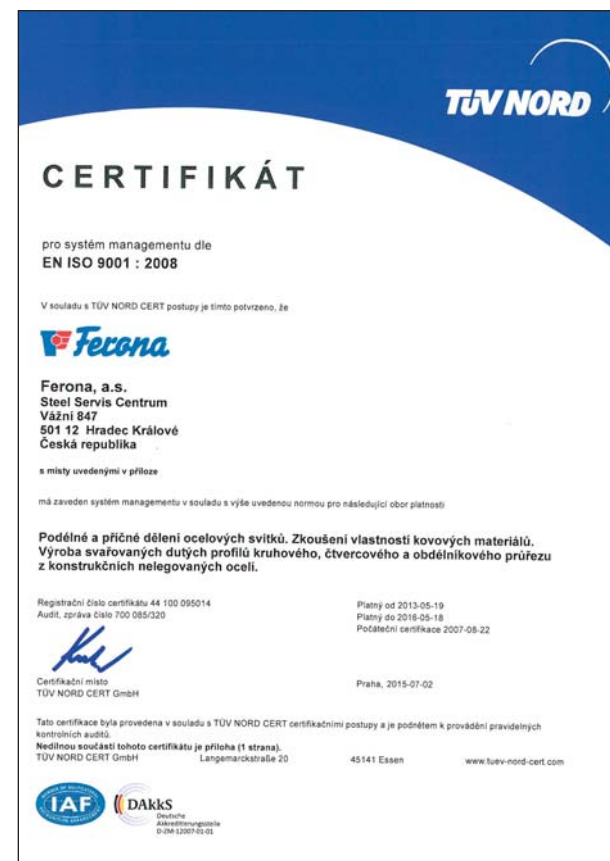 TÜV NORD
CERTIFIKÁT
pro systém managementu dle
EN ISO 9001 : 2008
V souladu s TÜV NORD CERT postupy je tímto potvrzeno, že
Ferona
Ferona, a.s.
Steel Servis Centrum
Vážní 847
501 12 Hradec Králové
Česká republika
s místy uvedenými v příloze
má zaveden systém managementu v souladu s výše uvedenou normou pro následující obor platnosti
Podélné a příčné dělení ocelových svitků. Zkoušení vlastností kovových materiálů.
Výroba svařovaných dutých profilů kruhového, čtvercového a obdélníkového průřezu
z konstrukčních nelegovaných ocelí.
Registrační číslo certifikátu 44 100 095014
Audit, zpráva číslo 700 085/320
Platný od 2013-05-19
Platný do 2016-05-18
Počáteční certifikace 2007-08-22
Certifikační místo
TÜV NORD CERT GmbH
Praha, 2015-07-02
Tato certifikace byla provedena v souladu s TÜV NORD CERT certifikačními postupy a je podnětem k provádění pravidelných
kontrolních auditů.
Nedílnou součástí tohoto certifikátu je příloha (1 strana).
TÜV NORD CERT GmbH Langemarckstraße 20 45141 Essen www.tuev-nord-cert.com
IAF
DAkkS
Deutsche
Akkreditierungsstelle
D-ZM-12007-01-01